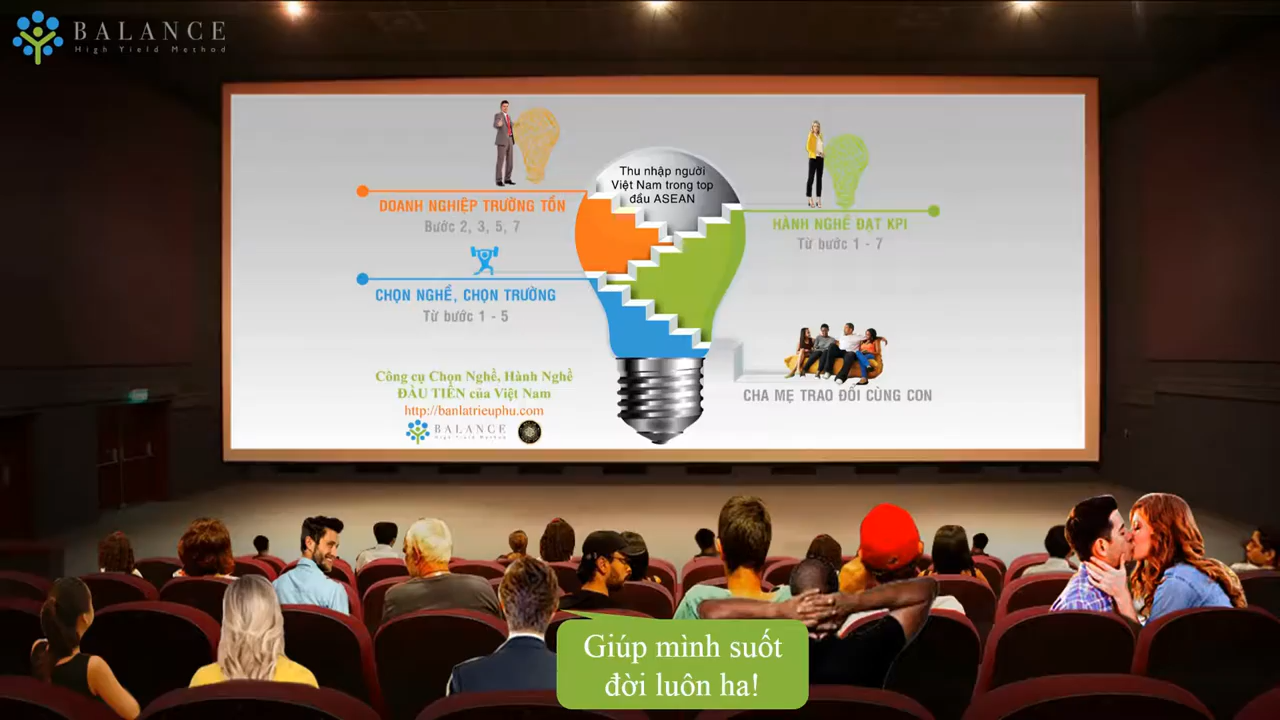 BALANCE
High Yield Method
Thu nhập người
Việt Nam trong top
đầu ASEAN
DOANH NGHIỆP TRƯỜNG TỒN
Bước 2, 3, 5, 7
HÀNH NGHỀ ĐẠT KPI
Từ bước 1 - 7
CHỌN NGHỀ, CHỌN TRƯỜNG
Từ bước 1 - 5
Công cụ Chọn Nghề, Hành Nghề
ĐẦU TIÊN của Việt Nam
http://banlatrieuphu.com
BALANCE
High Yield Method
CHA MẸ TRAO ĐỔI CÙNG CON
Giúp mình suốt
đời luôn ha!